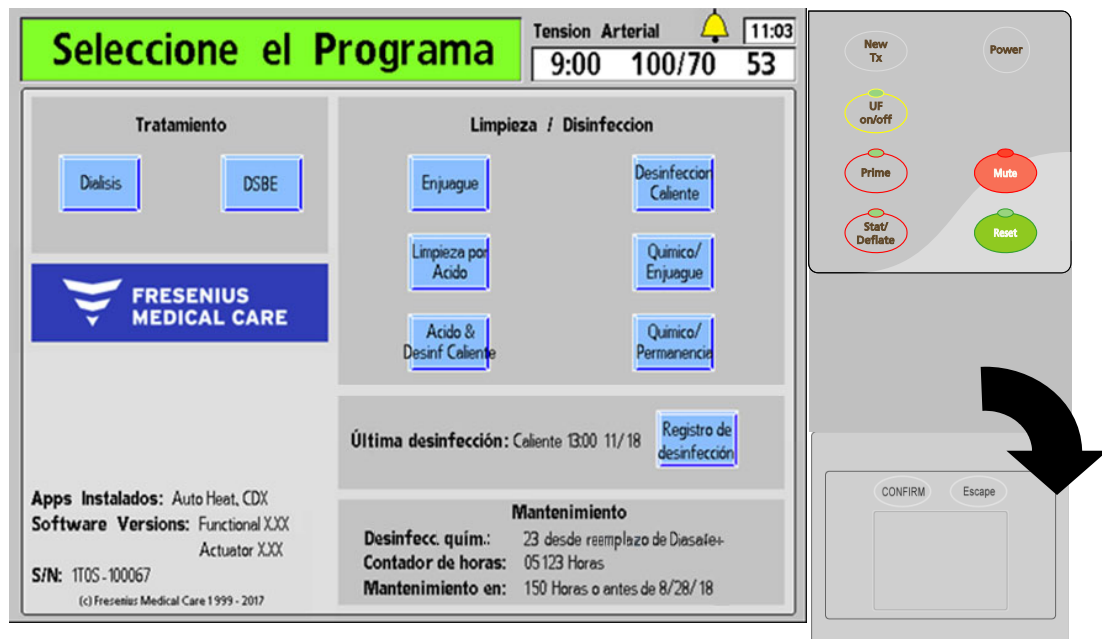 Seleccione el Programa
Tension Arterial
11:03
9:00 100/70 53
Tratamiento
Dialisis
DSBE
FRESENIUS
MEDICAL CARE
Limpieza / Disinfeccion
Enjuague
Desinfeccion
Caliente
Limpieza por
Acido
Quimico/
Enjuague
Acido &
Desinf Caliente
Quimico/
Permanencia
Última desinfección: Caliente 13:00 11/18
Registro de
desinfección
Apps Instalados: Auto Heat, CDX
Software Versions: Functional X.XX
Actuator X.XX
S/N: 1T0S-100067
(c) Fresenius Medical Care 1999 - 2017
Mantenimiento
Desinfecc. quím.: 23 desde reemplazo de Diasafe+
Contador de horas: 05123 Horas
Mantenimiento en: 150 Horas o antes de 8/28/18
New
Tx
Power
UF
on/off
Prime
Mute
Stat/
Deflate
Reset
CONFIRM
Escape